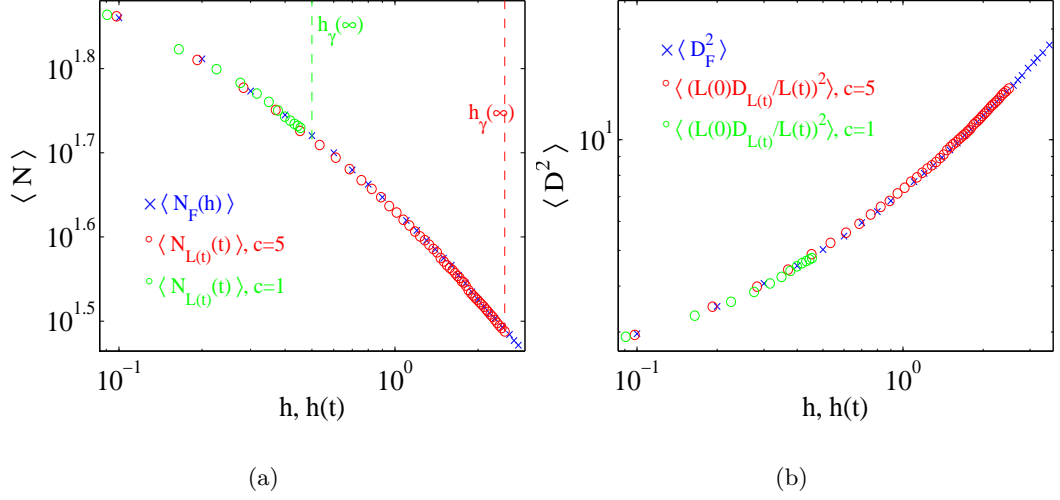 10^1.8
10^1.7
10^1.6
10^1.5
⟨ N ⟩
h_γ(∞)
h_γ(∞)
× ⟨ N_F(h) ⟩
○ ⟨ N_L(t)(t) ⟩, c=5
○ ⟨ N_L(t)(t) ⟩, c=1
10^−1
10^0
h, h(t)
(a)
10^1
⟨ D^2 ⟩
× ⟨ D_F^2 ⟩
○ ⟨ (L(0)D_L(t)/L(t))^2⟩, c=5
○ ⟨ (L(0)D_L(t)/L(t))^2⟩, c=1
10^−1
10^0
h, h(t)
(b)